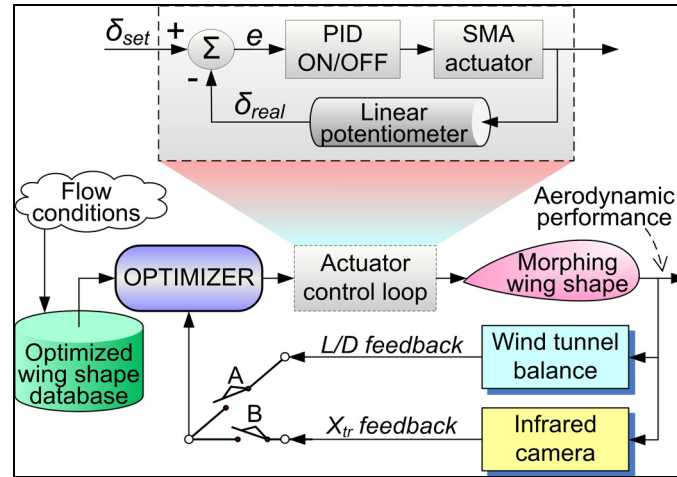 δset
+
Σ
-
e
PID
ON/OFF
SMA
actuator
δreal
Linear
potentiometer
Flow
conditions
Aerodynamic
performance
OPTIMIZER
Actuator
control loop
Morphing
wing shape
Optimized
wing shape
database
L/D feedback
Wind tunnel
balance
A
B
Xtr feedback
Infrared
camera